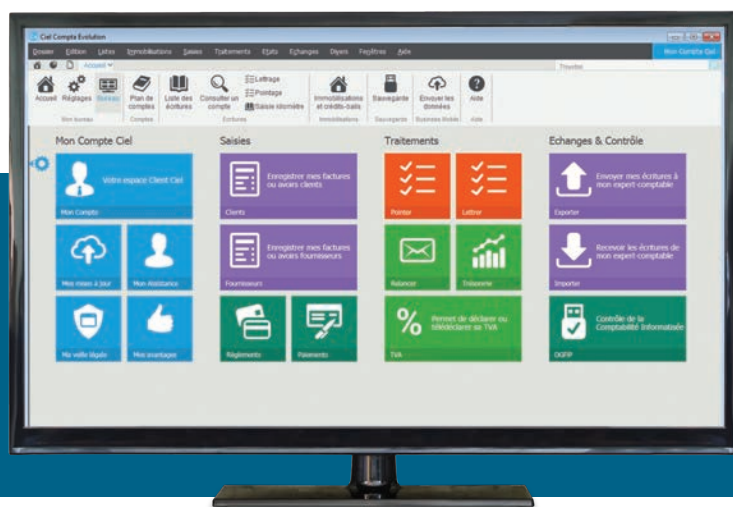 Ciel Compta Evolution
Dossier Edition Listes Immobilisations Saisies Traitements Etats Echanges Divers Fenêtres Aide
Mon Compte Ciel
Accueil
Accueil Réglages Bureau
Plan de comptes
Liste des écritures
Consulter un compte
Lettrage
Pointage
Saisie kilomètre
Immobilisations et crédits-bails
Sauvegarde
Envoyer les données
Aide
Mon bureau Comptes Ecritures Immobilisations Sauvegarde Business Mobile Aide
Mon Compte Ciel
Votre espace Client Ciel
Mon Compte
Mes mises à jour
Mon Assistance
Ma veille légale
Mes avantages
Saisies
Enregistrer mes factures
ou avoirs clients
Clients
Enregistrer mes factures
ou avoirs fournisseurs
Fournisseurs
Règlements
Paiements
Traitements
Pointer
Lettrer
Relancer
Trésorerie
Permet de déclarer ou
télédéclarer sa TVA
TVA
Echanges & Contrôle
Envoyer mes écritures à
mon expert-comptable
Exporter
Recevoir les écritures de
mon expert-comptable
Importer
Contrôle de la
Comptabilité Informatisée
DGFIP